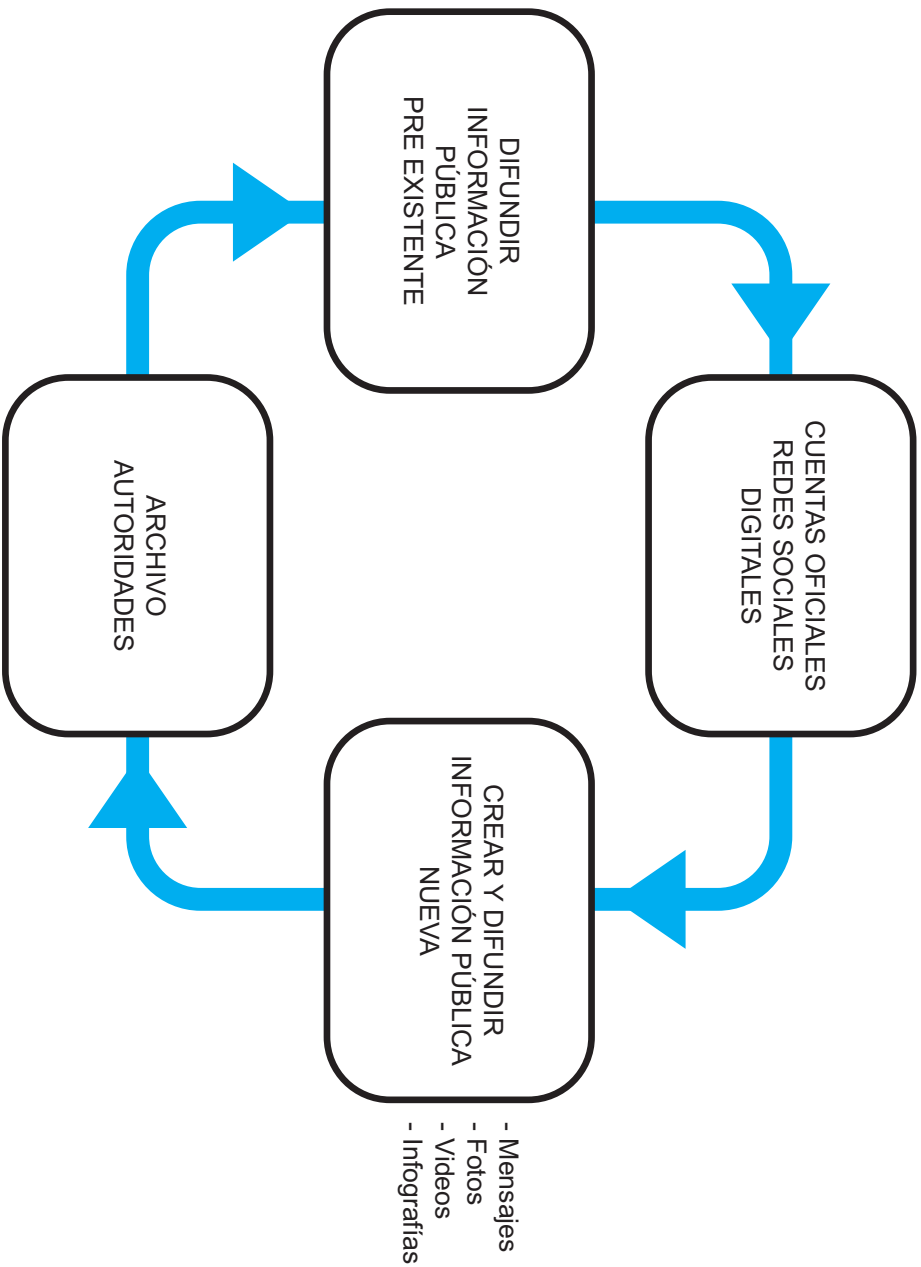 CUENTAS OFICIALES
REDES SOCIALES
DIGITALES
DIFUNDIR
INFORMACIÓN
PÚBLICA
PRE EXISTENTE
CREAR Y DIFUNDIR
INFORMACIÓN PÚBLICA
NUEVA
- Mensajes
- Fotos
- Videos
- Infografías
ARCHIVO
AUTORIDADES